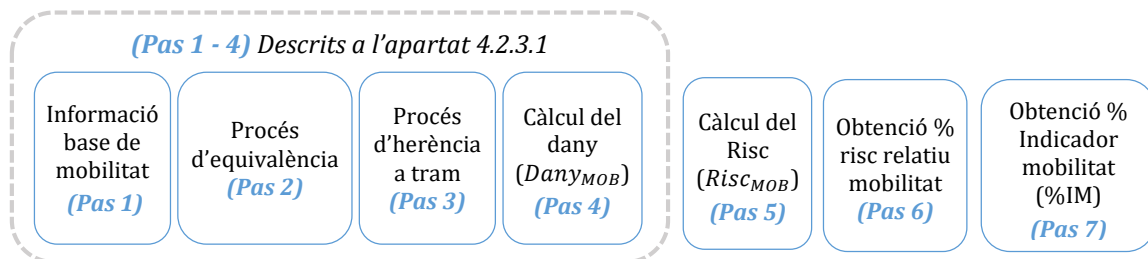 (Pas 1 - 4) Descrits a l’apartat 4.2.3.1
Informació
base de
mobilitat
(Pas 1)
Procés
d’equivalència
(Pas 2)
Procés
d’herència
a tram
(Pas 3)
Càlcul del
dany
(Dany_MOB)
(Pas 4)
Càlcul del
Risc
(Risc_MOB)
(Pas 5)
Obtenció %
risc relatiu
mobilitat
(Pas 6)
Obtenció %
Indicador
mobilitat
(%IM)
(Pas 7)